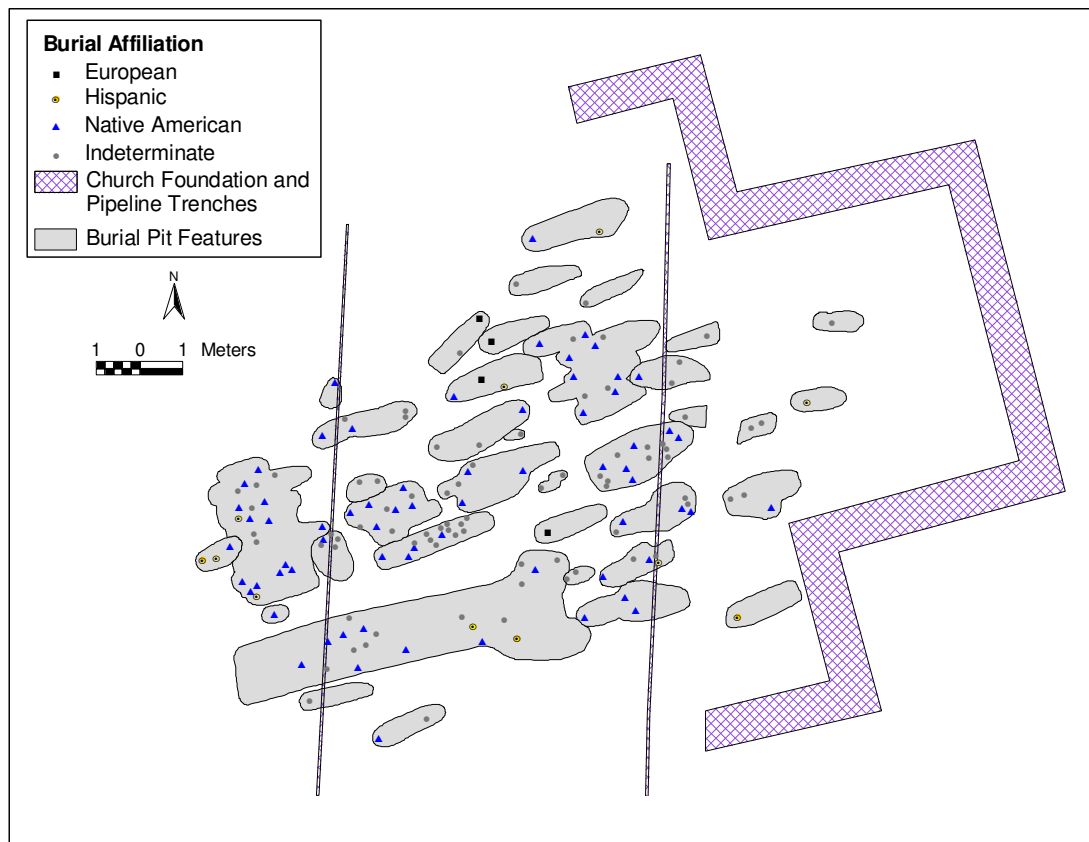 Burial Affiliation
European
Hispanic
Native American
Indeterminate
Church Foundation and
Pipeline Trenches
Burial Pit Features
N
1 0 1 Meters